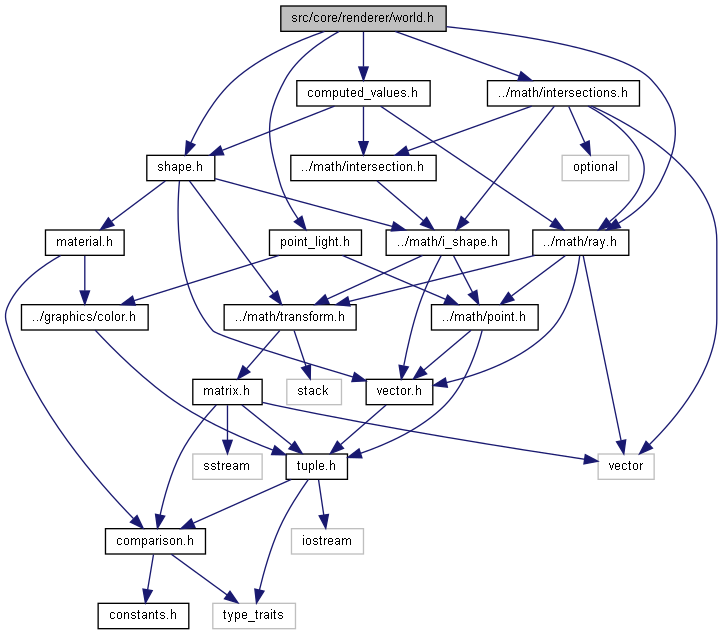 src/core/renderer/world.h
computed_values.h
../math/intersections.h
shape.h
../math/intersection.h
optional
material.h
point_light.h
../math/i_shape.h
../math/ray.h
../graphics/color.h
../math/transform.h
../math/point.h
matrix.h
stack
vector.h
sstream
tuple.h
vector
comparison.h
iostream
constants.h
type_traits